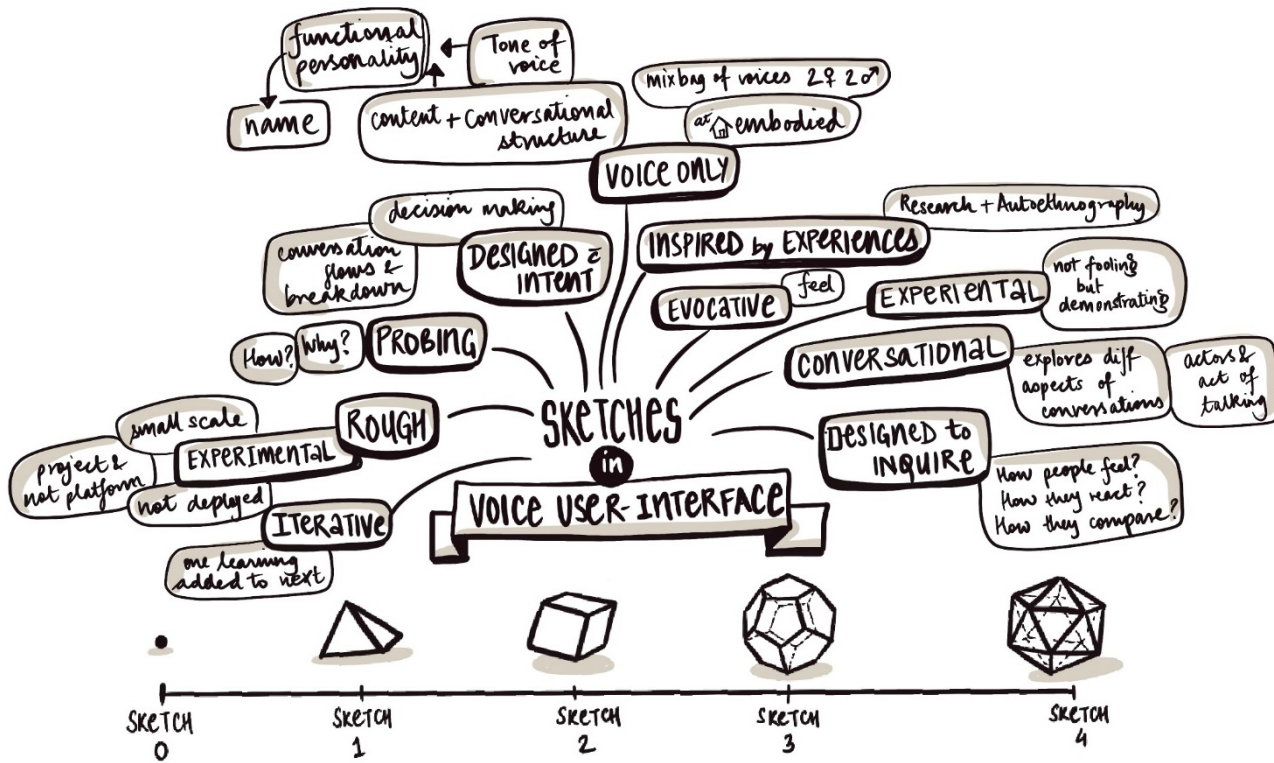 functional
personality
Tone of
voice
name
content + Conversational
structure
mixbag of voices 2♀ 2♂
at embodied
VOICE ONLY
decision making
conversation
flows &
breakdown
DESIGNED c̄
INTENT
INSPIRED by EXPERIENCES
Research + Autoethnography
EVOCATIVE
feel
EXPERIENTAL
not fooling
but
demonstrating
How?
Why?
PROBING
CONVERSATIONAL
explores diff
aspects of
conversations
actors &
act of
talking
small scale
ROUGH
EXPERIMENTAL
project &
not platform
not deployed
ITERATIVE
one learning
added to next
SKETCHES
in
VOICE USER-INTERFACE
DESIGNED to
INQUIRE
How people feel?
How they react?
How they compare?
SKETCH
0
SKETCH
1
SKETCH
2
SKETCH
3
SKETCH
4